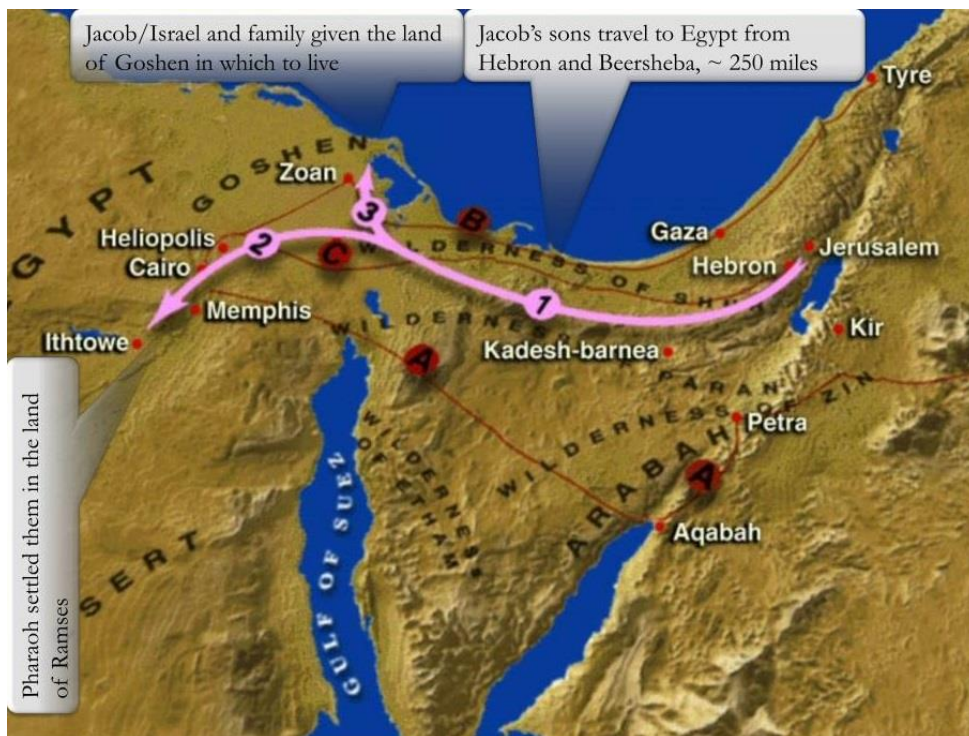 Jacob/Israel and family given the land
of Goshen in which to live
Jacob's sons travel to Egypt from
Hebron and Beersheba, ~ 250 miles
Tyre
EGYPT
GOSHEN
Zoan
3
B
Gaza
Heliopolis
2
C
WILDERNESS OF SHUR
Jerusalem
Cairo
Hebron
1
Memphis
WILDERNESS OF PARAN
Kir
Ithtowe
Kadesh-barnea
A
WILDERNESS OF ZIN
Petra
WILDERNESS
OF ETHAM
ARABAH
A
Aqabah
GULF OF SUEZ
SERT
Pharaoh settled them in the land
of Ramses